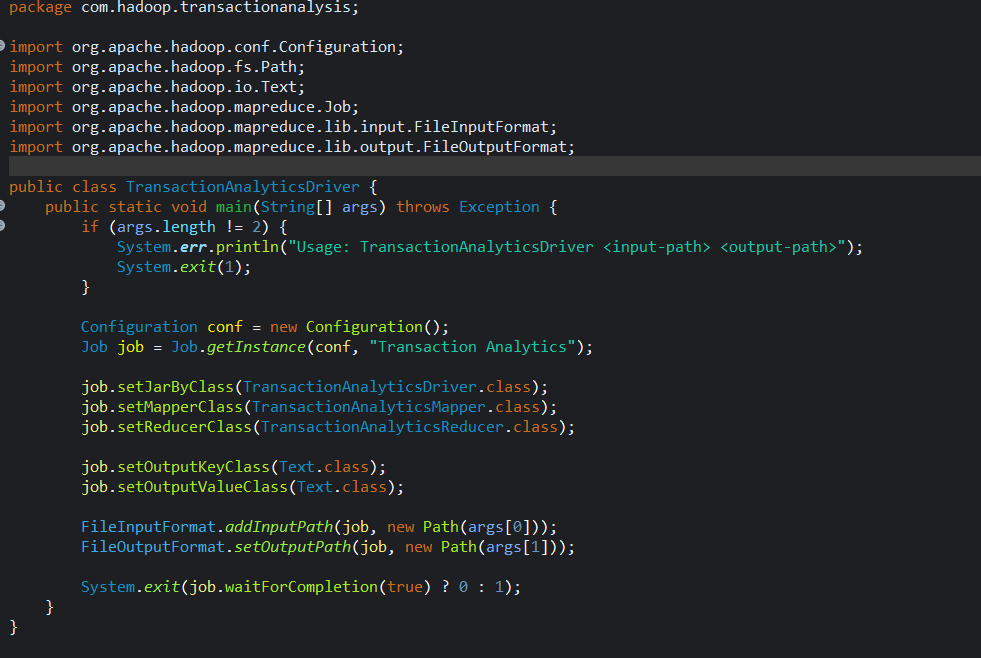 package com.hadoop.transactionanalysis;
import org.apache.hadoop.conf.Configuration;
import org.apache.hadoop.fs.Path;
import org.apache.hadoop.io.Text;
import org.apache.hadoop.mapreduce.Job;
import org.apache.hadoop.mapreduce.lib.input.FileInputFormat;
import org.apache.hadoop.mapreduce.lib.output.FileOutputFormat;
public class TransactionAnalyticsDriver {
    public static void main(String[] args) throws Exception {
        if (args.length != 2) {
            System.err.println("Usage: TransactionAnalyticsDriver <input-path> <output-path>");
            System.exit(1);
        }
        Configuration conf = new Configuration();
        Job job = Job.getInstance(conf, "Transaction Analytics");
        job.setJarByClass(TransactionAnalyticsDriver.class);
        job.setMapperClass(TransactionAnalyticsMapper.class);
        job.setReducerClass(TransactionAnalyticsReducer.class);
        job.setOutputKeyClass(Text.class);
        job.setOutputValueClass(Text.class);
        FileInputFormat.addInputPath(job, new Path(args[0]));
        FileOutputFormat.setOutputPath(job, new Path(args[1]));
        System.exit(job.waitForCompletion(true) ? 0 : 1);
    }
}